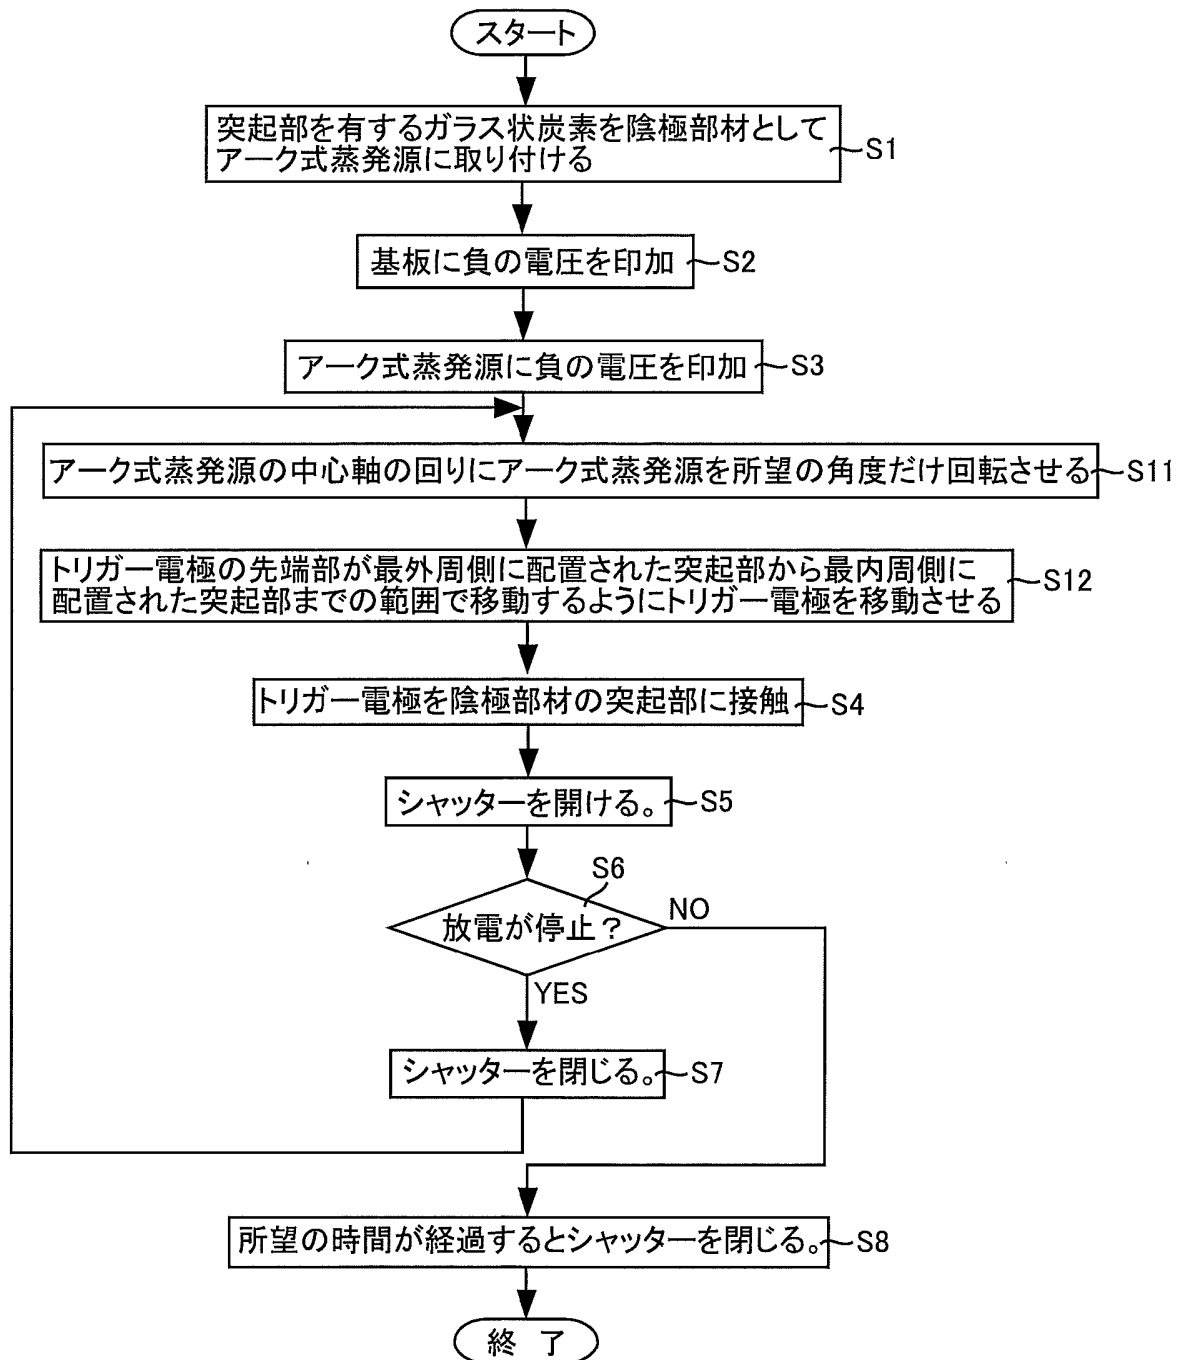 スタート
突起部を有するガラス状炭素を陰極部材として
アーク式蒸発源に取り付ける
S1
基板に負の電圧を印加
S2
アーク式蒸発源に負の電圧を印加
S3
アーク式蒸発源の中心軸の回りにアーク式蒸発源を所望の角度だけ回転させる
S11
トリガー電極の先端部が最外周側に配置された突起部から最内周側に
配置された突起部までの範囲で移動するようにトリガー電極を移動させる
S12
トリガー電極を陰極部材の突起部に接触
S4
シャッターを開ける。
S5
S6
放電が停止？
NO
YES
シャッターを閉じる。
S7
所望の時間が経過するとシャッターを閉じる。
S8
終 了